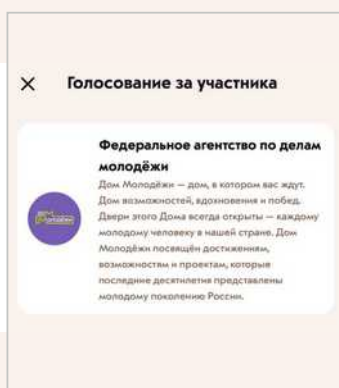 Голосование за участника
Федеральное агентство по делам
молодёжи
Дом Молодёжи — дом, в котором вас ждут.
Дом возможностей, вдохновения и побед.
Двери этого Дома всегда открыты — каждому
молодому человеку в нашей стране. Дом
Молодёжи посвящён достижениям,
возможностям и проектам, которые
последние десятилетия представлены
молодому поколению России.